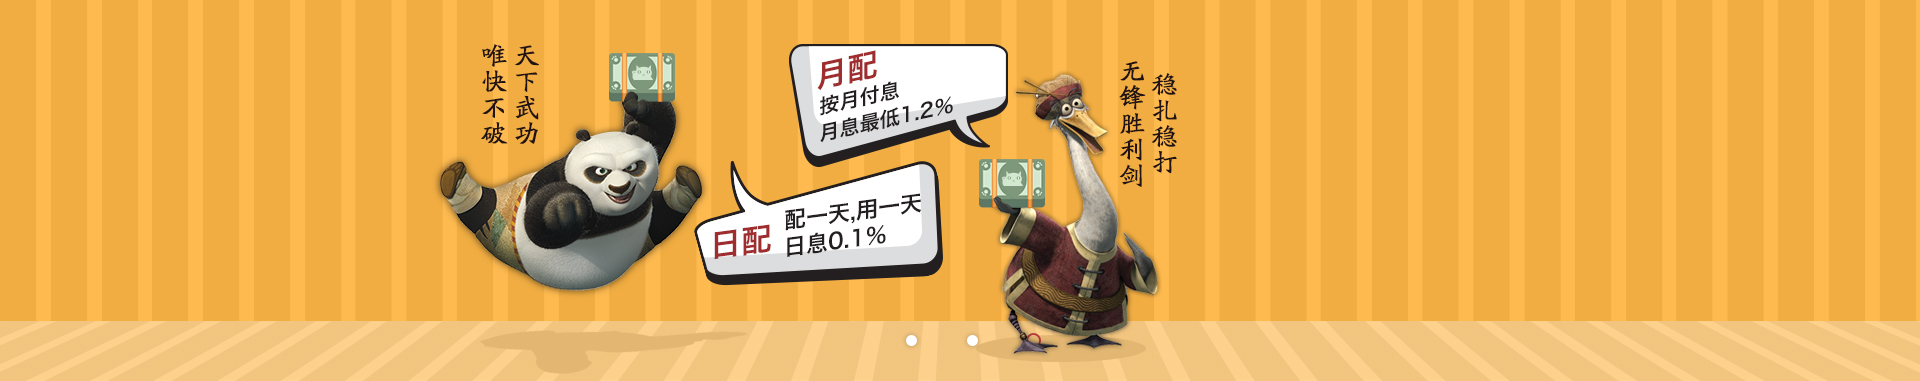 天下武功
唯快不破
月配
按月付息
月息最低1.2%
日配
配一天,用一天
日息0.1%
稳扎稳打
无锋胜利剑